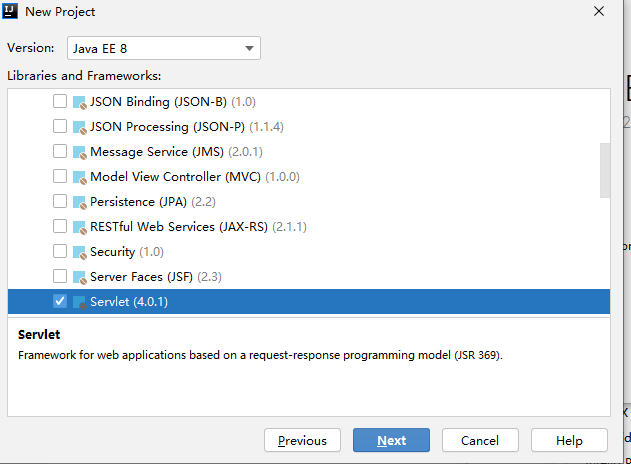 IJ New Project
Version: Java EE 8
Libraries and Frameworks:
JSON Binding (JSON-B) (1.0)
JSON Processing (JSON-P) (1.1.4)
Message Service (JMS) (2.0.1)
Model View Controller (MVC) (1.0.0)
Persistence (JPA) (2.2)
RESTful Web Services (JAX-RS) (2.1.1)
Security (1.0)
Server Faces (JSF) (2.3)
Servlet (4.0.1)
Servlet
Framework for web applications based on a request-response programming model (JSR 369).
Previous Next Cancel Help